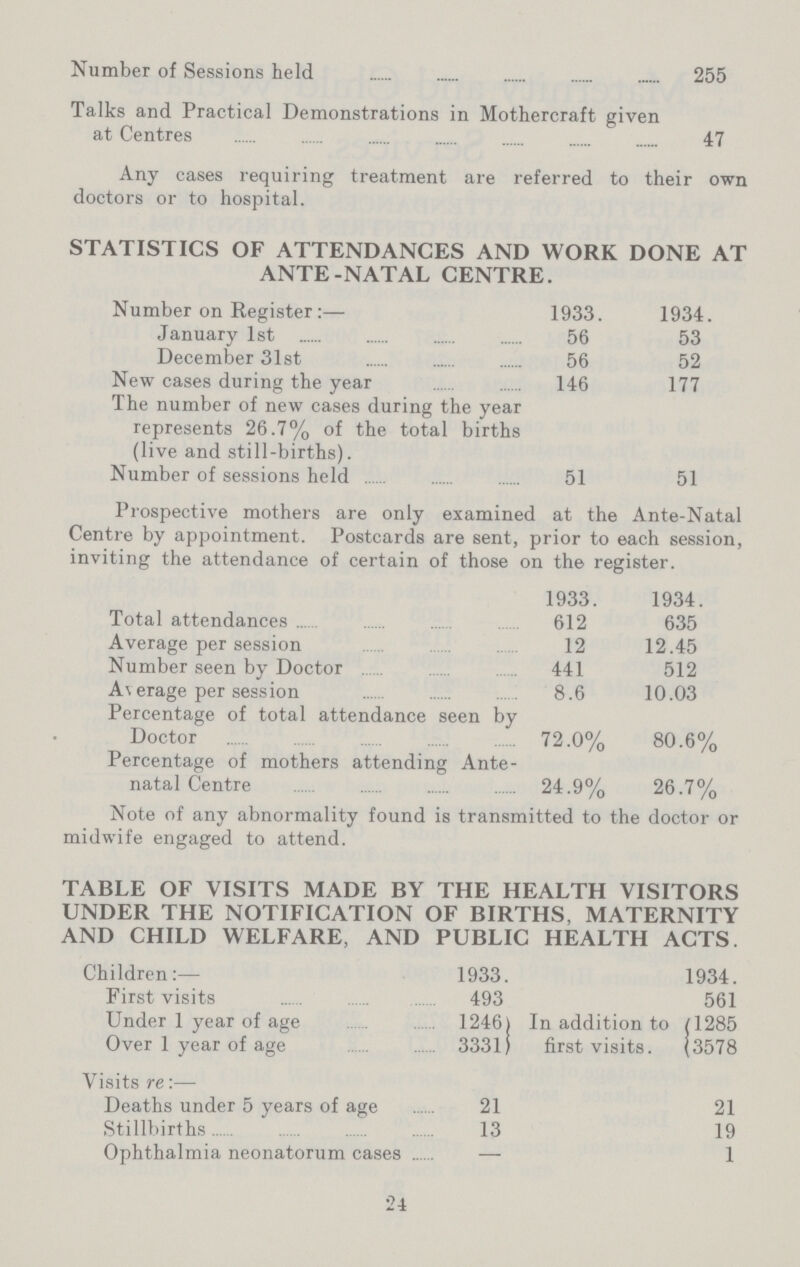 Number of Sessions held ...... ...... ...... ...... ...... 255
Talks and Practical Demonstrations in Mothercraft given
at Centres ...... ...... ...... ...... ...... ...... ...... 47
Any cases requiring treatment are referred to their own
doctors or to hospital.
STATISTICS OF ATTENDANCES AND WORK DONE AT
ANTE-NATAL CENTRE.
Number on Register:— 1933. 1934.
January 1st ...... ...... ...... ...... 56 53
December 31st ...... ...... ...... 56 52
New cases during the year ...... ...... 146 177
The number of new cases during the year
represents 26.7% of the total births
(live and still-births).
Number of sessions held ...... ...... ...... 51 51
Prospective mothers are only examined at the Ante-Natal
Centre by appointment. Postcards are sent, prior to each session,
inviting the attendance of certain of those on the register.
1933. 1934.
Total attendances ...... ...... ...... ...... 612 635
Average per session ...... ...... ...... 12 12.45
Number seen by Doctor ...... ...... ...... 441 512
Average per session ...... ...... ...... 8.6 10.03
Percentage of total attendance seen by
Doctor ...... ...... ...... ...... ...... 72.0% 80.6%
Percentage of mothers attending Ante-
natal Centre ...... ...... ...... ...... 24.9% 26.7%
Note of any abnormality found is transmitted to the doctor or
midwife engaged to attend.
TABLE OF VISITS MADE BY THE HEALTH VISITORS
UNDER THE NOTIFICATION OF BIRTHS, MATERNITY
AND CHILD WELFARE, AND PUBLIC HEALTH ACTS.
Children:— 1933. 1934.
First visits ...... ...... ...... 493 561
Under 1 year of age ...... ...... 1246) In addition to (1285
Over 1 year of age ...... ...... 3331) first visits. (3578
Visits re:—
Deaths under 5 years of age ...... 21 21
Stillbirths ...... ...... ...... ...... 13 19
Ophthalmia neonatorum cases ...... — 1
24